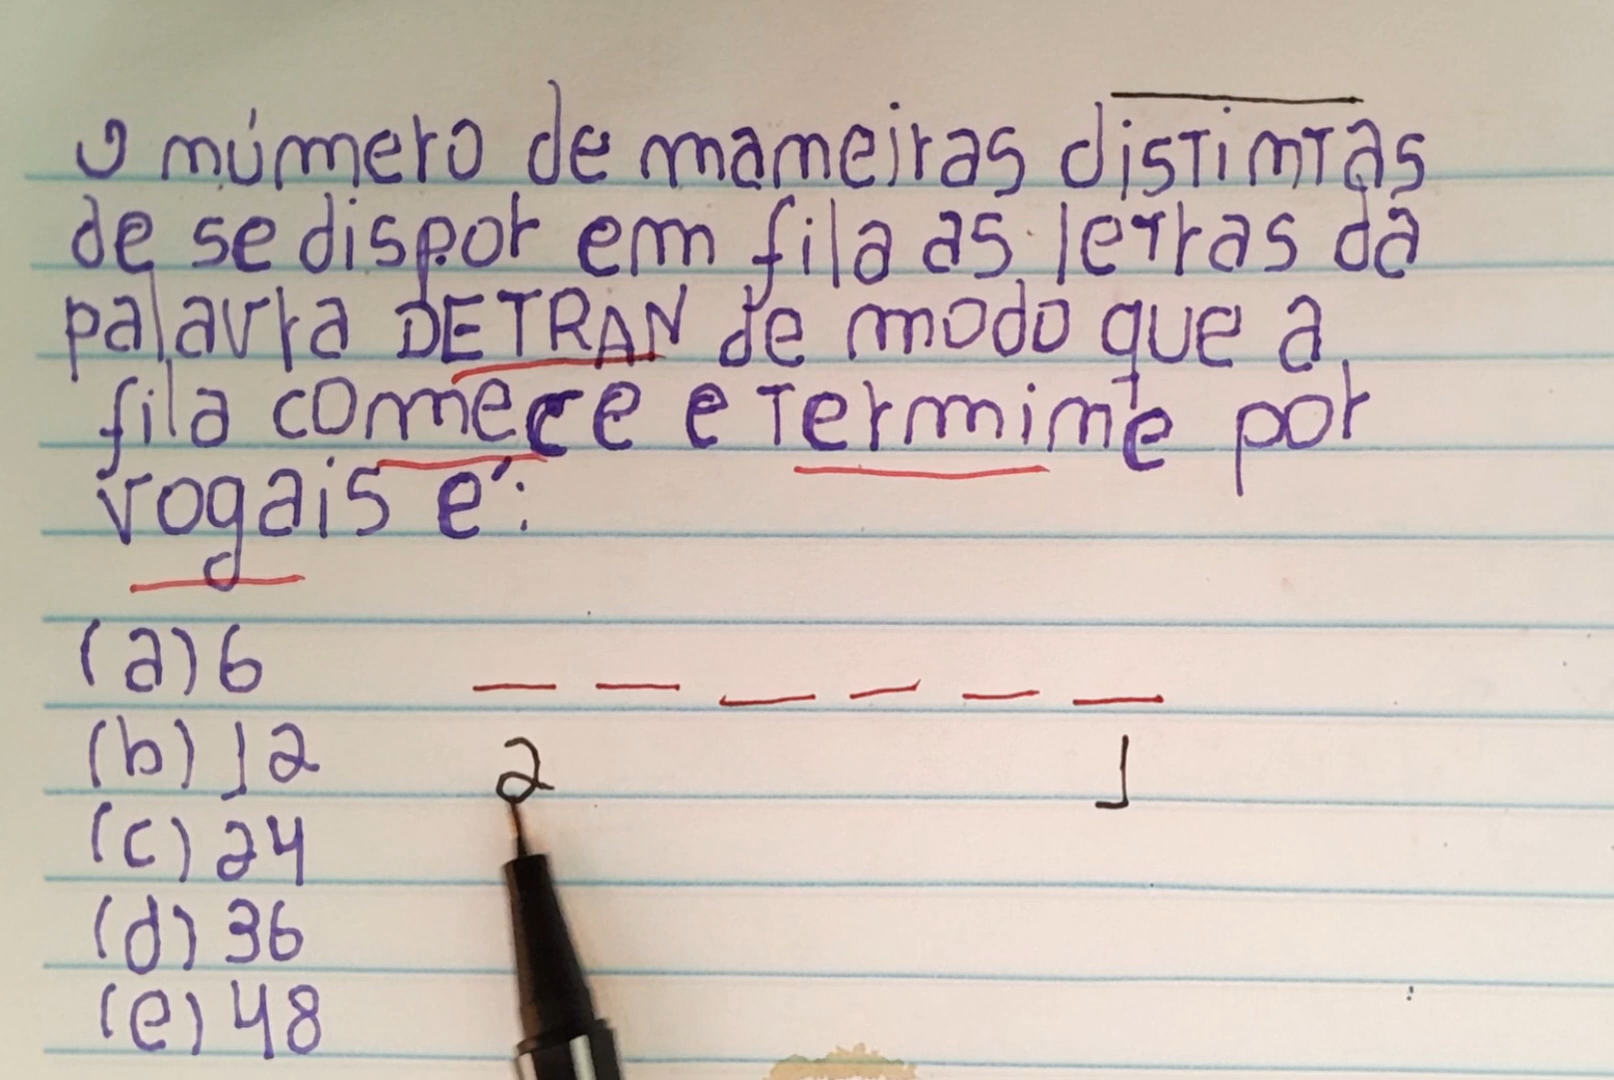 O número de maneiras distintas
de se dispor em fila as letras da
palavra DETRAN de modo que a
fila comece e termine por
vogais é:
(a) 6
(b) 12
(c) 24
(d) 36
(e) 48
_ _ _ _ _ _
2 1